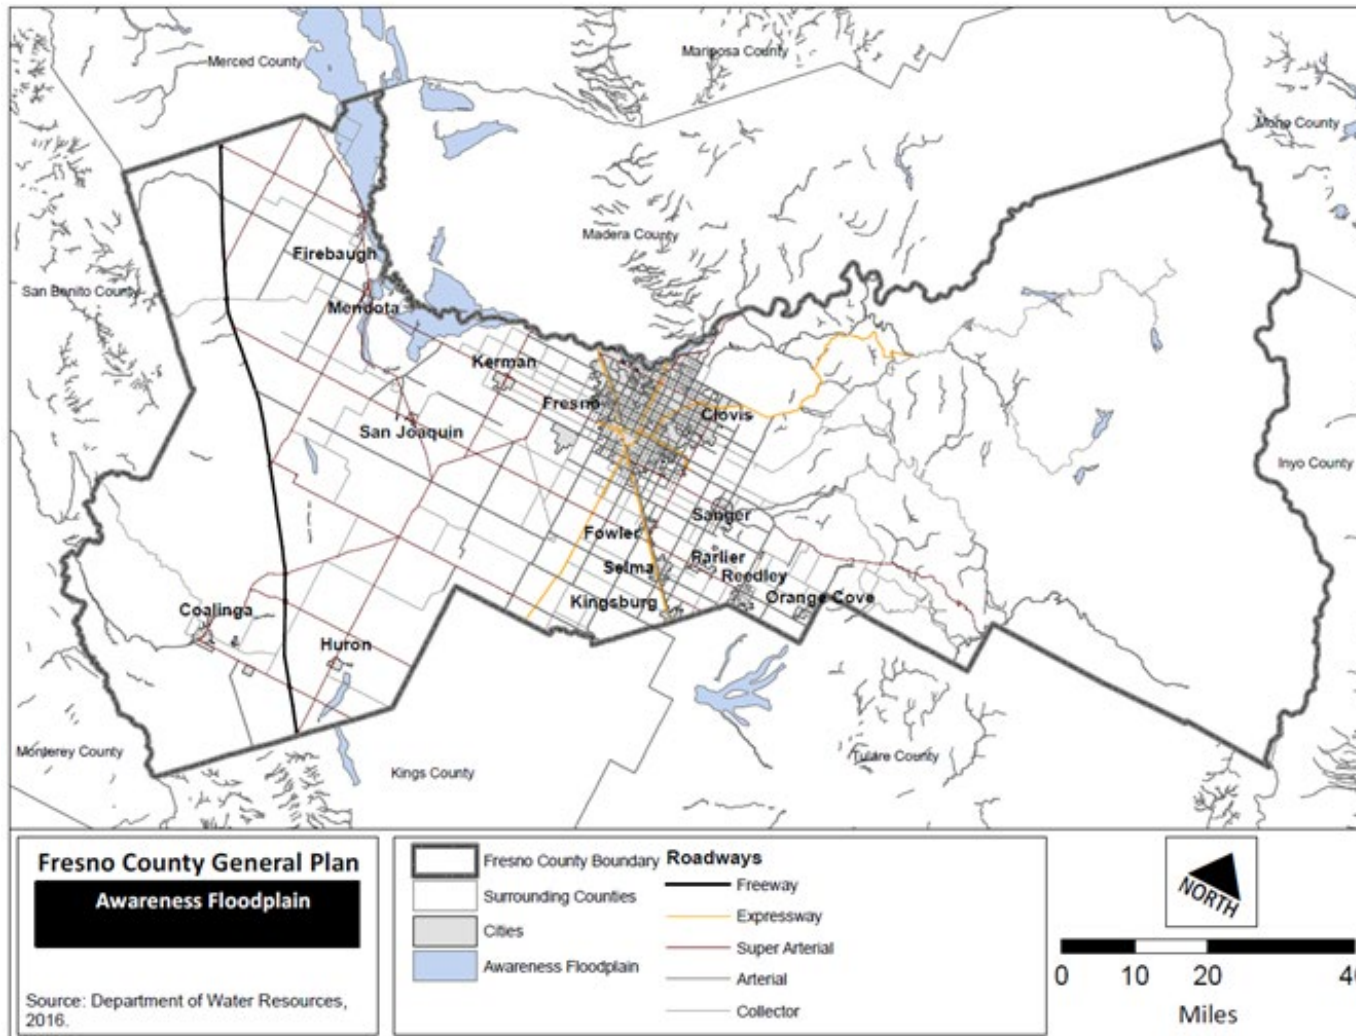 Merced County
Mariposa County
Mono County
Madera County
San Benito County
Firebaugh
Mendota
Kerman
Fresno
Clovis
San Joaquin
Inyo County
Sanger
Fowler
Parlier
Selma
Reedley
Kingsburg
Orange Cove
Coalinga
Huron
Monterey County
Kings County
Tulare County
Fresno County General Plan
Awareness Floodplain
Source: Department of Water Resources,
2016.
Fresno County Boundary
Surrounding Counties
Cities
Awareness Floodplain
Roadways
Freeway
Expressway
Super Arterial
Arterial
Collector
NORTH
0 10 20 40
Miles